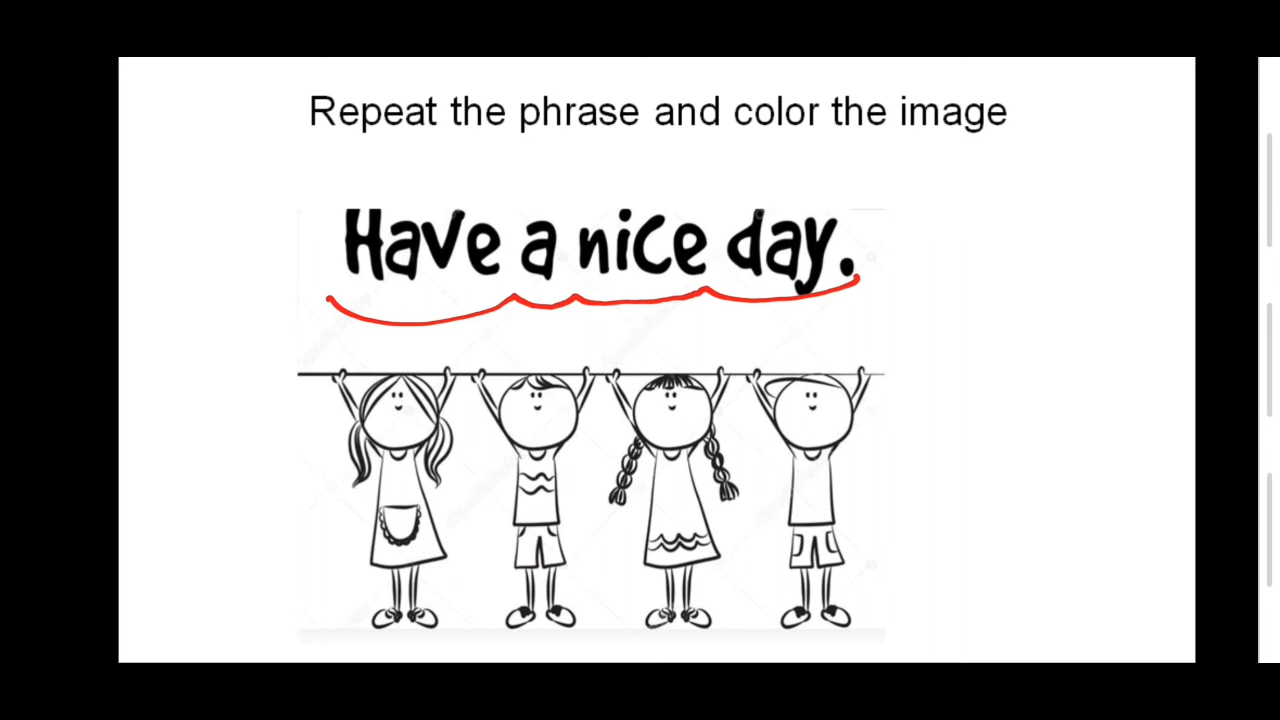 Repeat the phrase and color the image
Have a nice day.